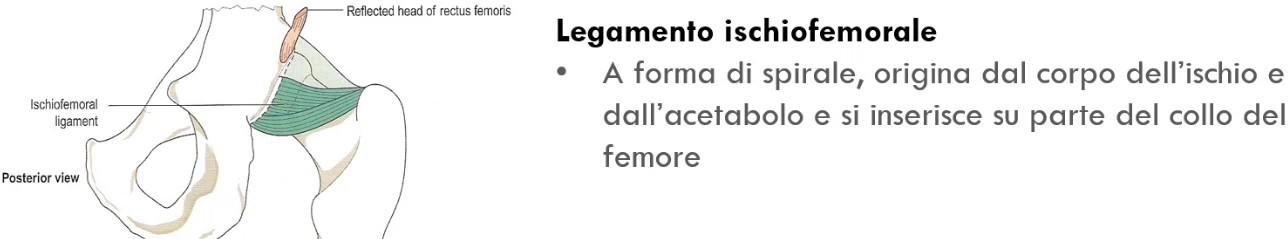 Reflected head of rectus femoris
Ischiofemoral
ligament
Posterior view
Legamento ischiofemorale
• A forma di spirale, origina dal corpo dell’ischio e
dall’acetabolo e si inserisce su parte del collo del
femore